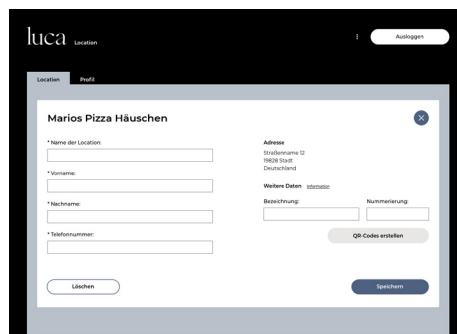 luca Location
Ausloggen
Location Profil
Marios Pizza Häuschen
* Name der Location:
* Vorname:
* Nachname:
* Telefonnummer:
Adresse
Straßenname 12
19828 Stadt
Deutschland
Weitere Daten Information
Bezeichnung: Nummerierung:
QR-Codes erstellen
Löschen Speichern